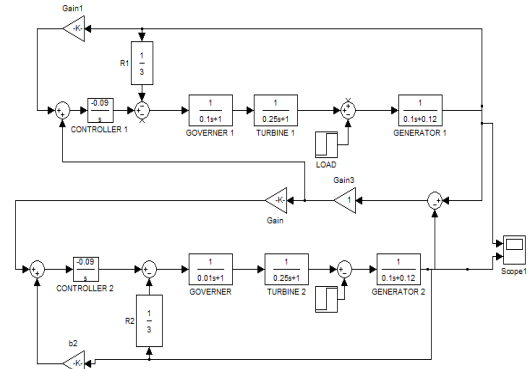 Gain1
-K-
R1
1
3
-0.09
s
CONTROLLER 1
1
0.1s+1
GOVERNER 1
1
0.25s+1
TURBINE 1
LOAD
1
0.1s+0.12
GENERATOR 1
-K-
Gain
Gain3
1
Scope1
-0.09
s
CONTROLLER 2
1
0.01s+1
GOVERNER
1
0.25s+1
TURBINE 2
1
0.1s+0.12
GENERATOR 2
R2
1
3
b2
-K-